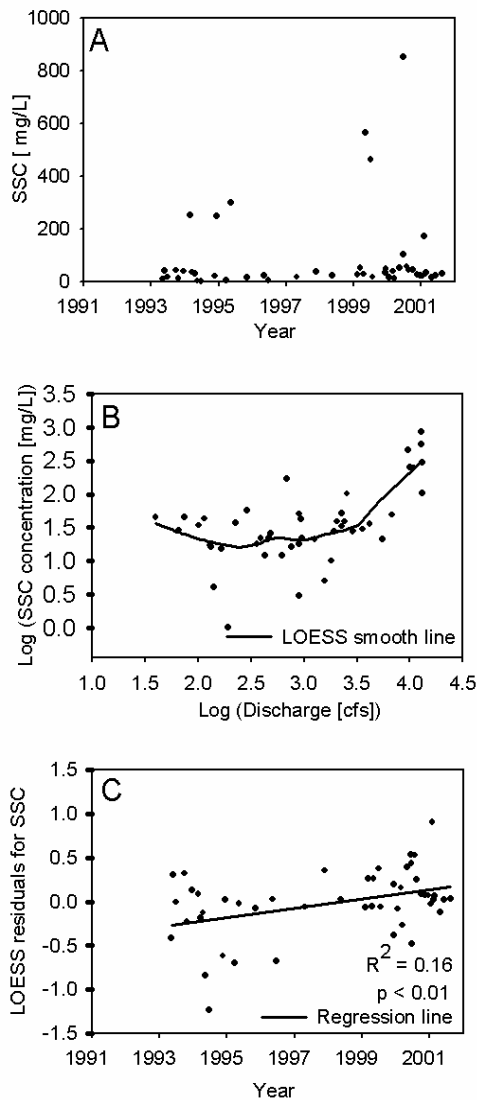 A
1000
800
600
400
200
0
SSC [ mg/L]
1991 1993 1995 1997 1999 2001
Year
B
3.5
3.0
2.5
2.0
1.5
1.0
0.5
0.0
Log (SSC concentration [mg/L])
LOESS smooth line
1.0 1.5 2.0 2.5 3.0 3.5 4.0 4.5
Log (Discharge [cfs])
C
1.5
1.0
0.5
0.0
-0.5
-1.0
-1.5
LOESS residuals for SSC
R² = 0.16
p < 0.01
Regression line
1991 1993 1995 1997 1999 2001
Year